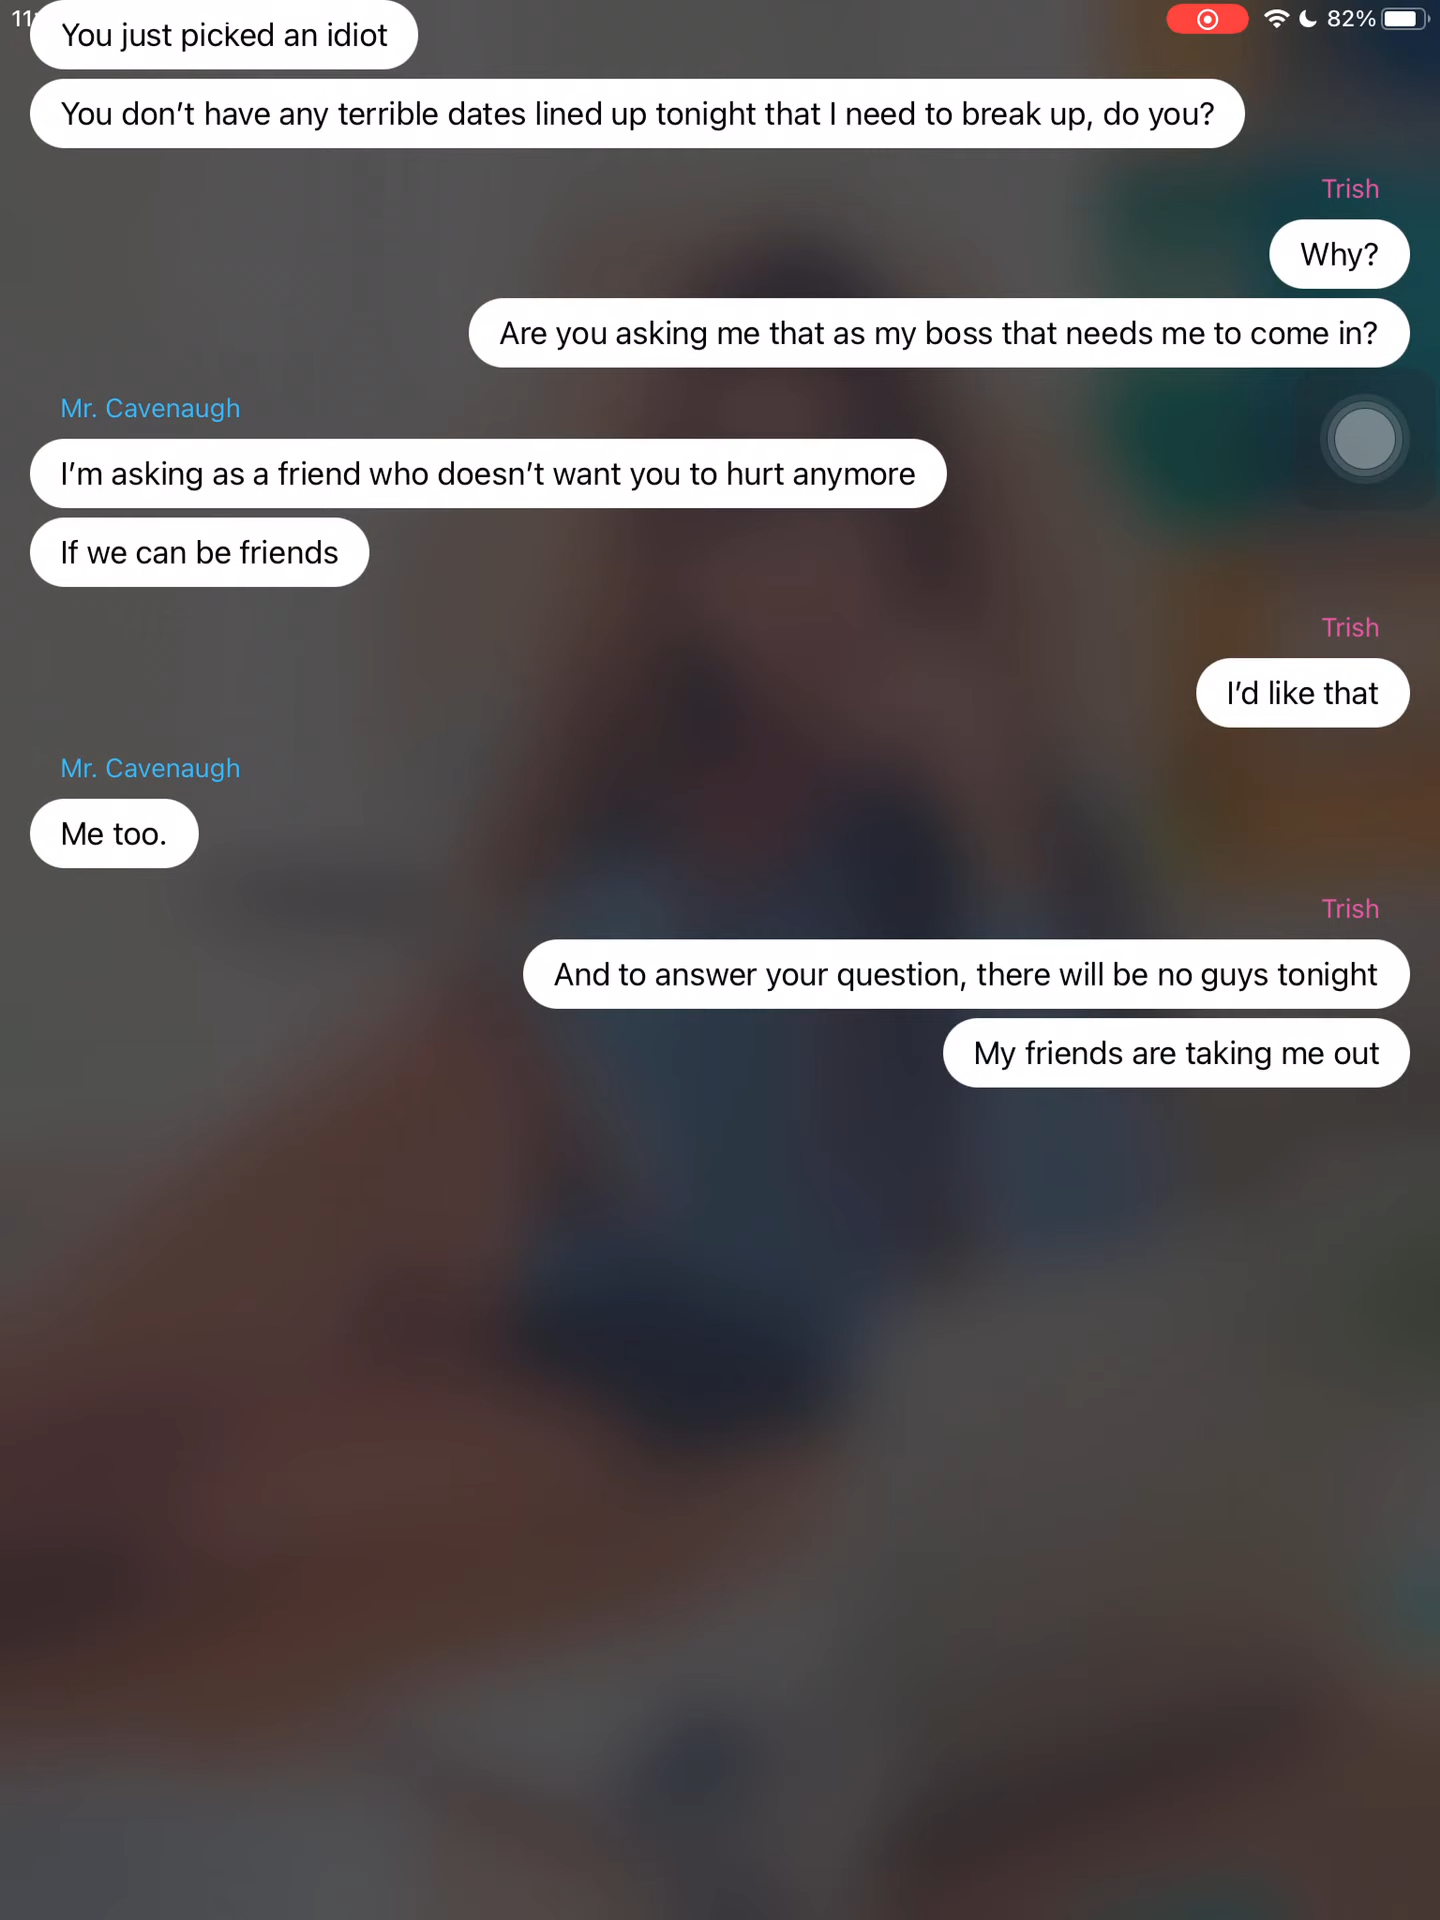 11
82%
You just picked an idiot
You don’t have any terrible dates lined up tonight that I need to break up, do you?
Trish
Why?
Are you asking me that as my boss that needs me to come in?
Mr. Cavenaugh
I’m asking as a friend who doesn’t want you to hurt anymore
If we can be friends
Trish
I’d like that
Mr. Cavenaugh
Me too.
Trish
And to answer your question, there will be no guys tonight
My friends are taking me out